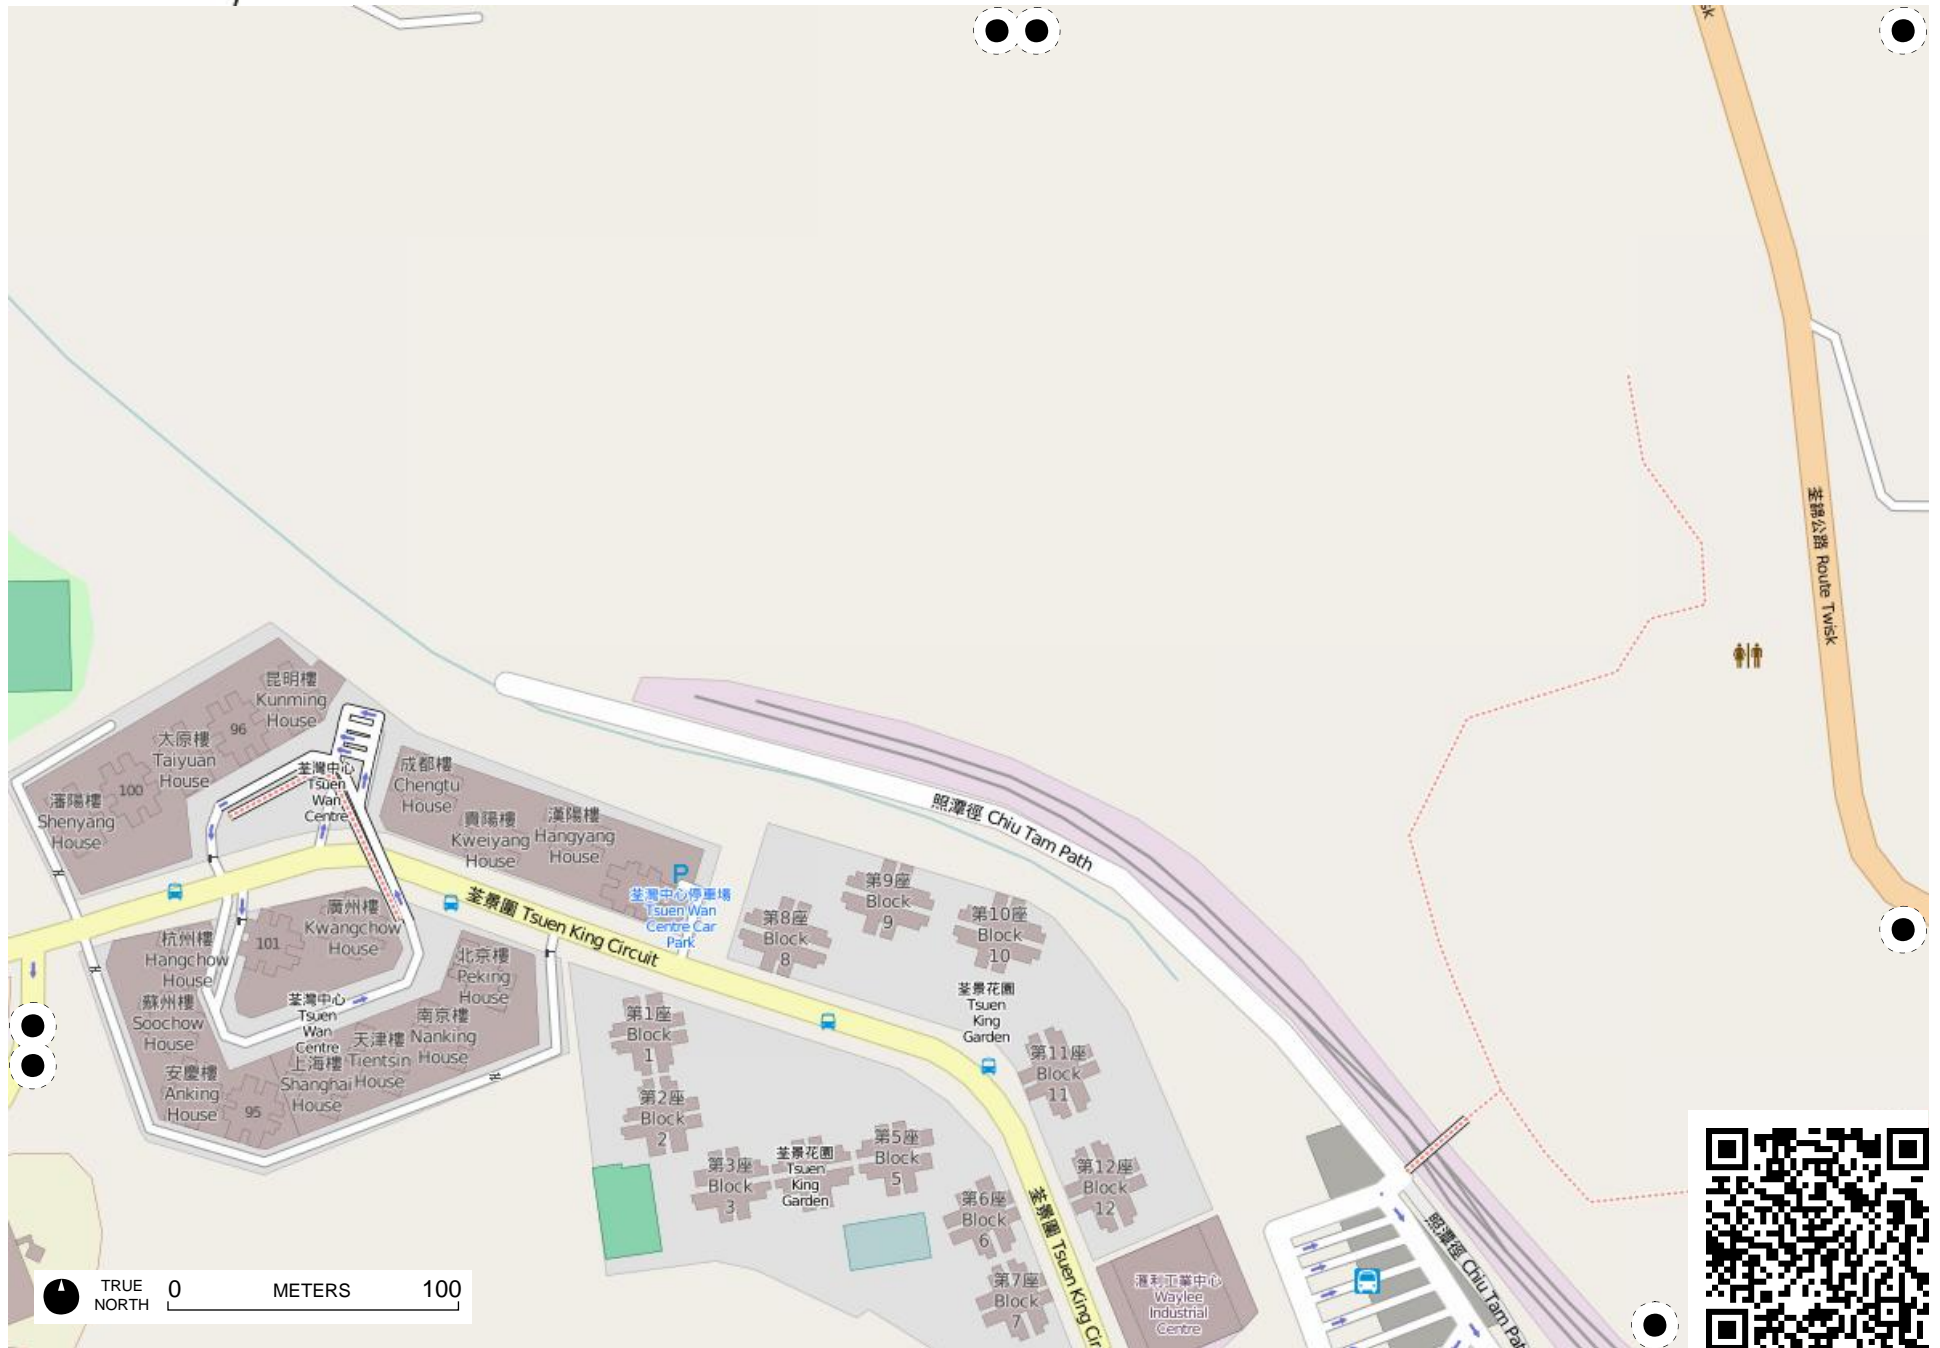 荃錦公路 Route Twisk
昆明樓
Kunming
House
96
太原樓
Taiyuan
House
100
瀋陽樓
Shenyang
House
荃灣中心
Tsuen
Wan
Centre
成都樓
Chengtu
House
貴陽樓
Kweiyang
House
漢陽樓
Hangyang
House
P
荃灣中心停車場
Tsuen Wan
Centre Car
Park
照潭徑 Chiu Tam Path
荃景圍 Tsuen King Circuit
第8座
Block
8
第9座
Block
9
第10座
Block
10
廣州樓
Kwangchow
House
101
杭州樓
Hangchow
House
蘇州樓
Soochow
House
安慶樓
Anking
House
95
荃灣中心
Tsuen
Wan
Centre
北京樓
Peking
House
南京樓
Nanking
House
天津樓
Tientsin
House
上海樓
Shanghai
House
荃景花園
Tsuen
King
Garden
第1座
Block
1
第2座
Block
2
第3座
Block
3
荃景花園
Tsuen
King
Garden
第5座
Block
5
第11座
Block
11
第12座
Block
12
第6座
Block
6
第7座
Block
7
荃景圍 Tsuen King Cir
滙利工業中心
Waylee
Industrial
Centre
照潭徑 Chiu Tam Pat
TRUE
NORTH
0 METERS 100